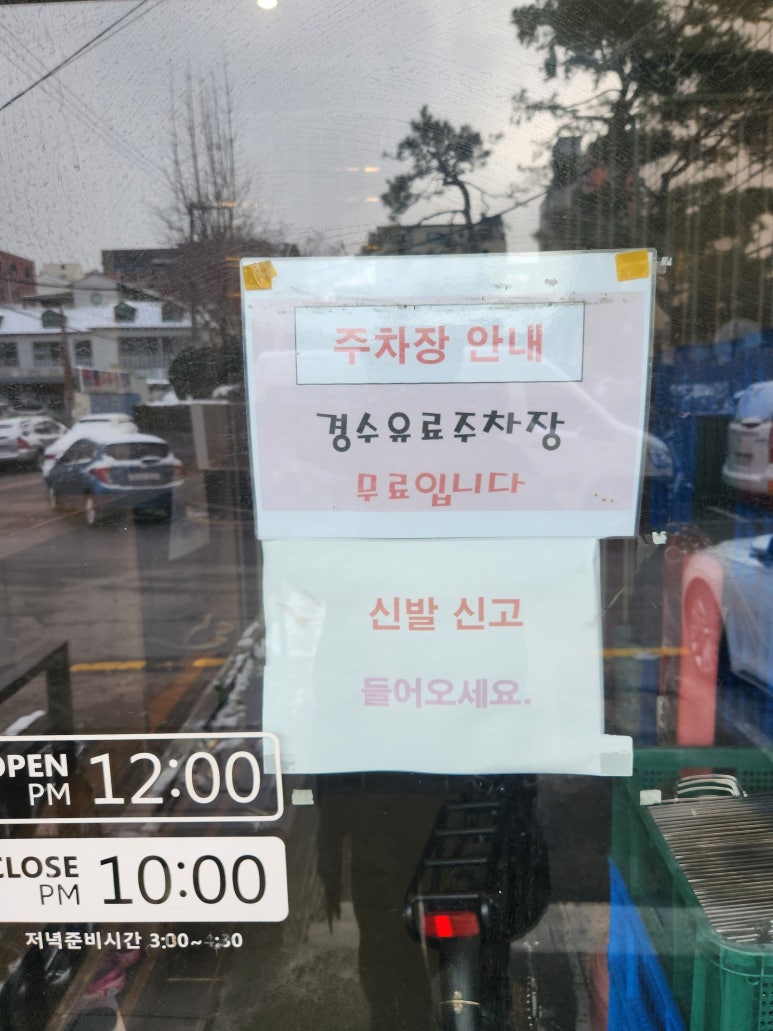 주차장 안내
경수유료주차장
무료입니다
신발 신고
들어오세요.
OPEN
PM 12:00
CLOSE
PM 10:00
저녁준비시간 3:00~4:30